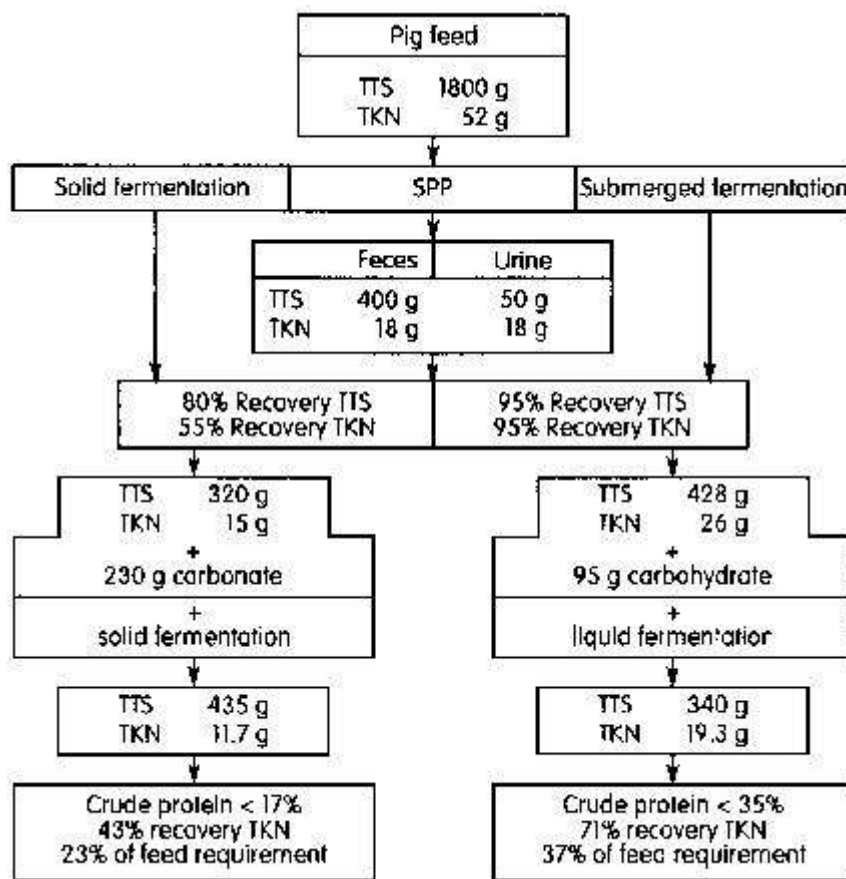 Pig feed
TTS 1800 g
TKN 52 g
Solid fermentation
SPP
Submerged fermentation
Feces Urine
TTS 400 g 50 g
TKN 18 g 18 g
80% Recovery TTS
55% Recovery TKN
95% Recovery TTS
95% Recovery TKN
TTS 320 g
TKN 15 g
+
230 g carbonate
+
solid fermentation
TTS 428 g
TKN 26 g
+
95 g carbohydrate
+
liquid fermentation
TTS 435 g
TKN 11.7 g
TTS 340 g
TKN 19.3 g
Crude protein < 17%
43% recovery TKN
23% of feed requirement
Crude protein < 35%
71% recovery TKN
37% of feed requirement